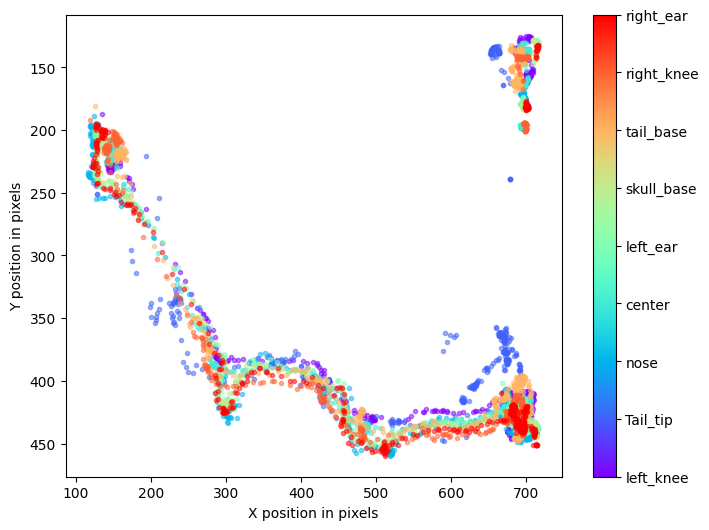 150
200
250
300
350
400
450
100
200
300
400
500
600
700
X position in pixels
Y position in pixels
right_ear
right_knee
tail_base
skull_base
left_ear
center
nose
Tail_tip
left_knee